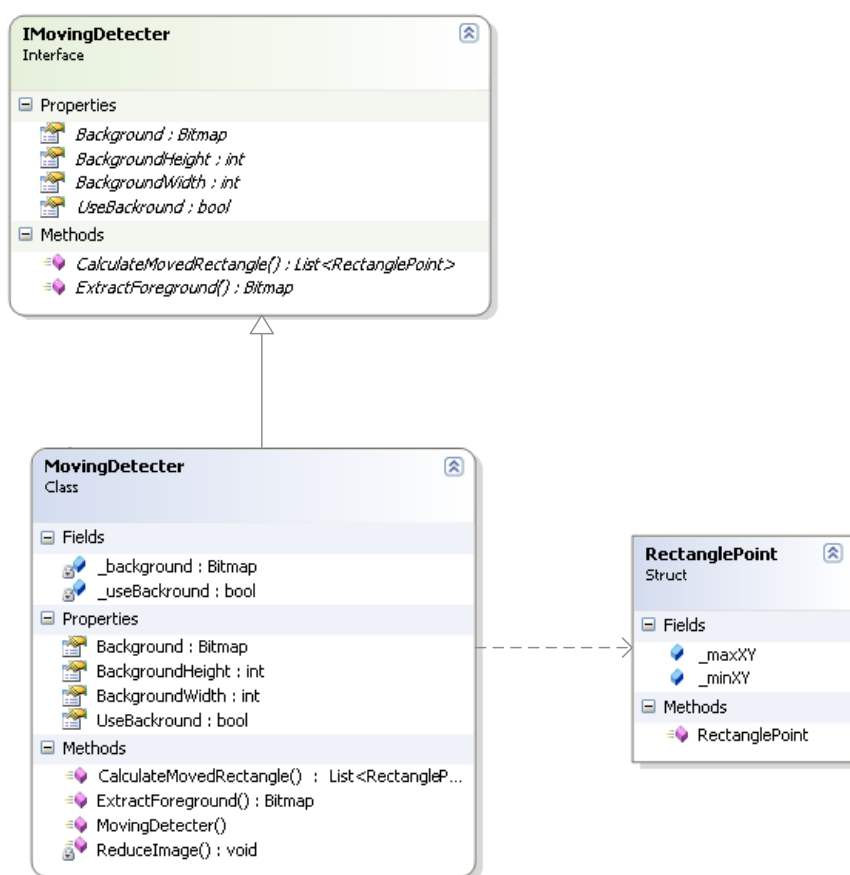 IMovingDetecter
Interface
Properties
Background : Bitmap
BackgroundHeight : int
BackgroundWidth : int
UseBackround : bool
Methods
CalculateMovedRectangle() : List<RectanglePoint>
ExtractForeground() : Bitmap
MovingDetecter
Class
Fields
_background : Bitmap
_useBackround : bool
Properties
Background : Bitmap
BackgroundHeight : int
BackgroundWidth : int
UseBackround : bool
Methods
CalculateMovedRectangle() : List<RectangleP...
ExtractForeground() : Bitmap
MovingDetecter()
ReduceImage() : void
RectanglePoint
Struct
Fields
_maxXY
_minXY
Methods
RectanglePoint